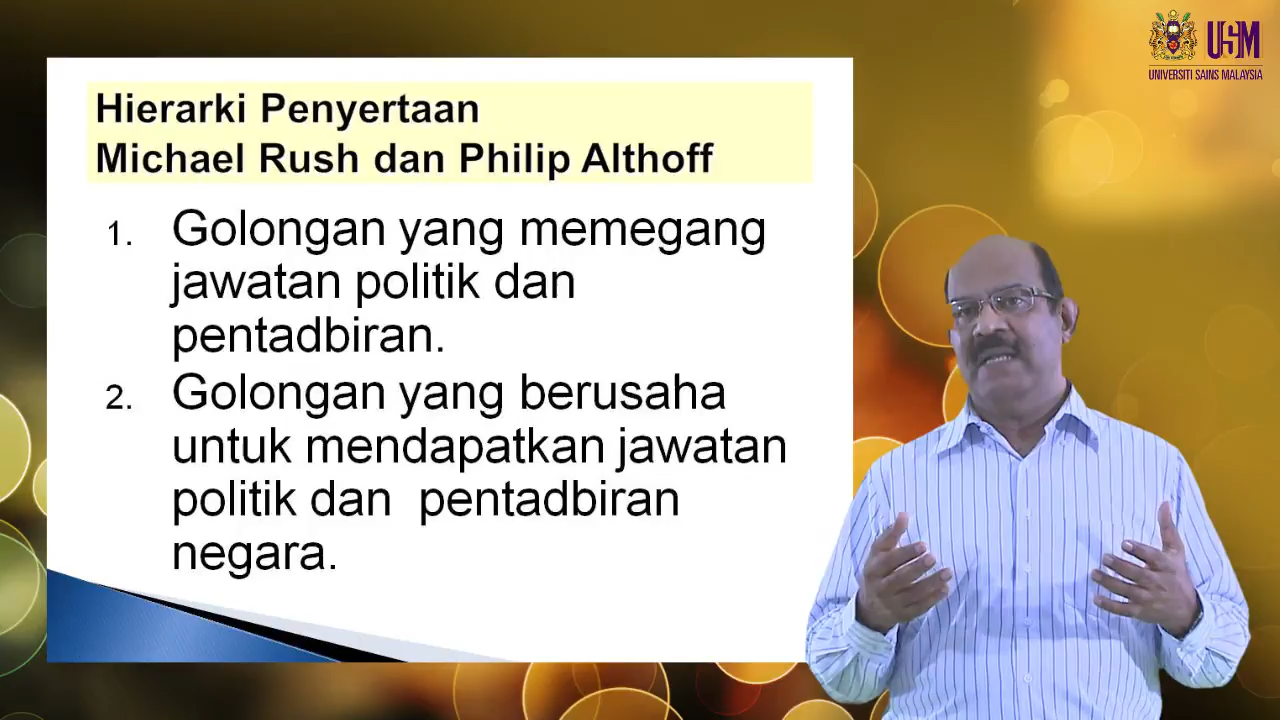 USM
UNIVERSITI SAINS MALAYSIA
Hierarki Penyertaan
Michael Rush dan Philip Althoff
1. Golongan yang memegang
jawatan politik dan
pentadbiran.
2. Golongan yang berusaha
untuk mendapatkan jawatan
politik dan pentadbiran
negara.